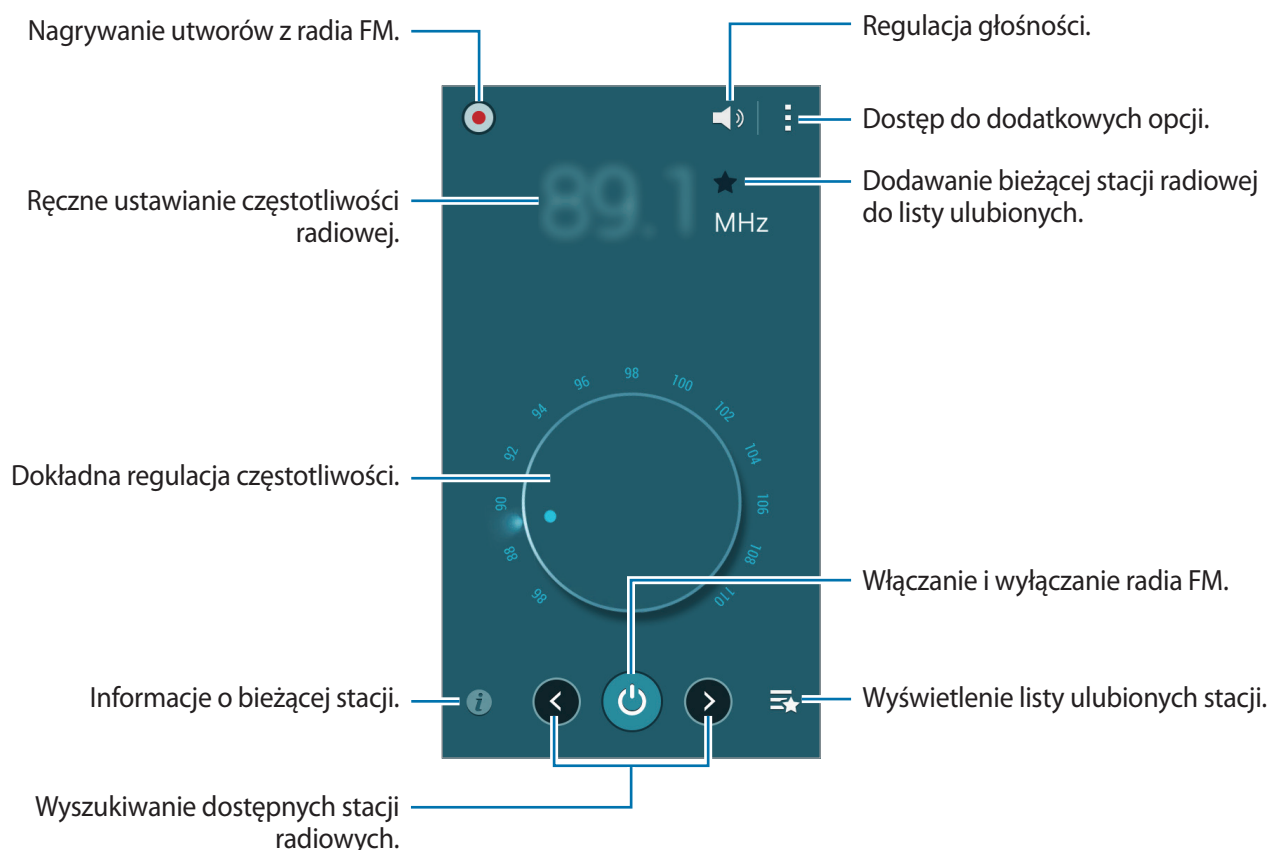 Nagrywanie utworów z radia FM.
Regulacja głośności.
Dostęp do dodatkowych opcji.
Ręczne ustawianie częstotliwości
radiowej.
89.1
MHz
Dodawanie bieżącej stacji radiowej
do listy ulubionych.
86
88
90
92
94
96
98
100
102
104
106
108
110
Dokładna regulacja częstotliwości.
Włączanie i wyłączanie radia FM.
Informacje o bieżącej stacji.
i
Wyświetlenie listy ulubionych stacji.
Wyszukiwanie dostępnych stacji
radiowych.